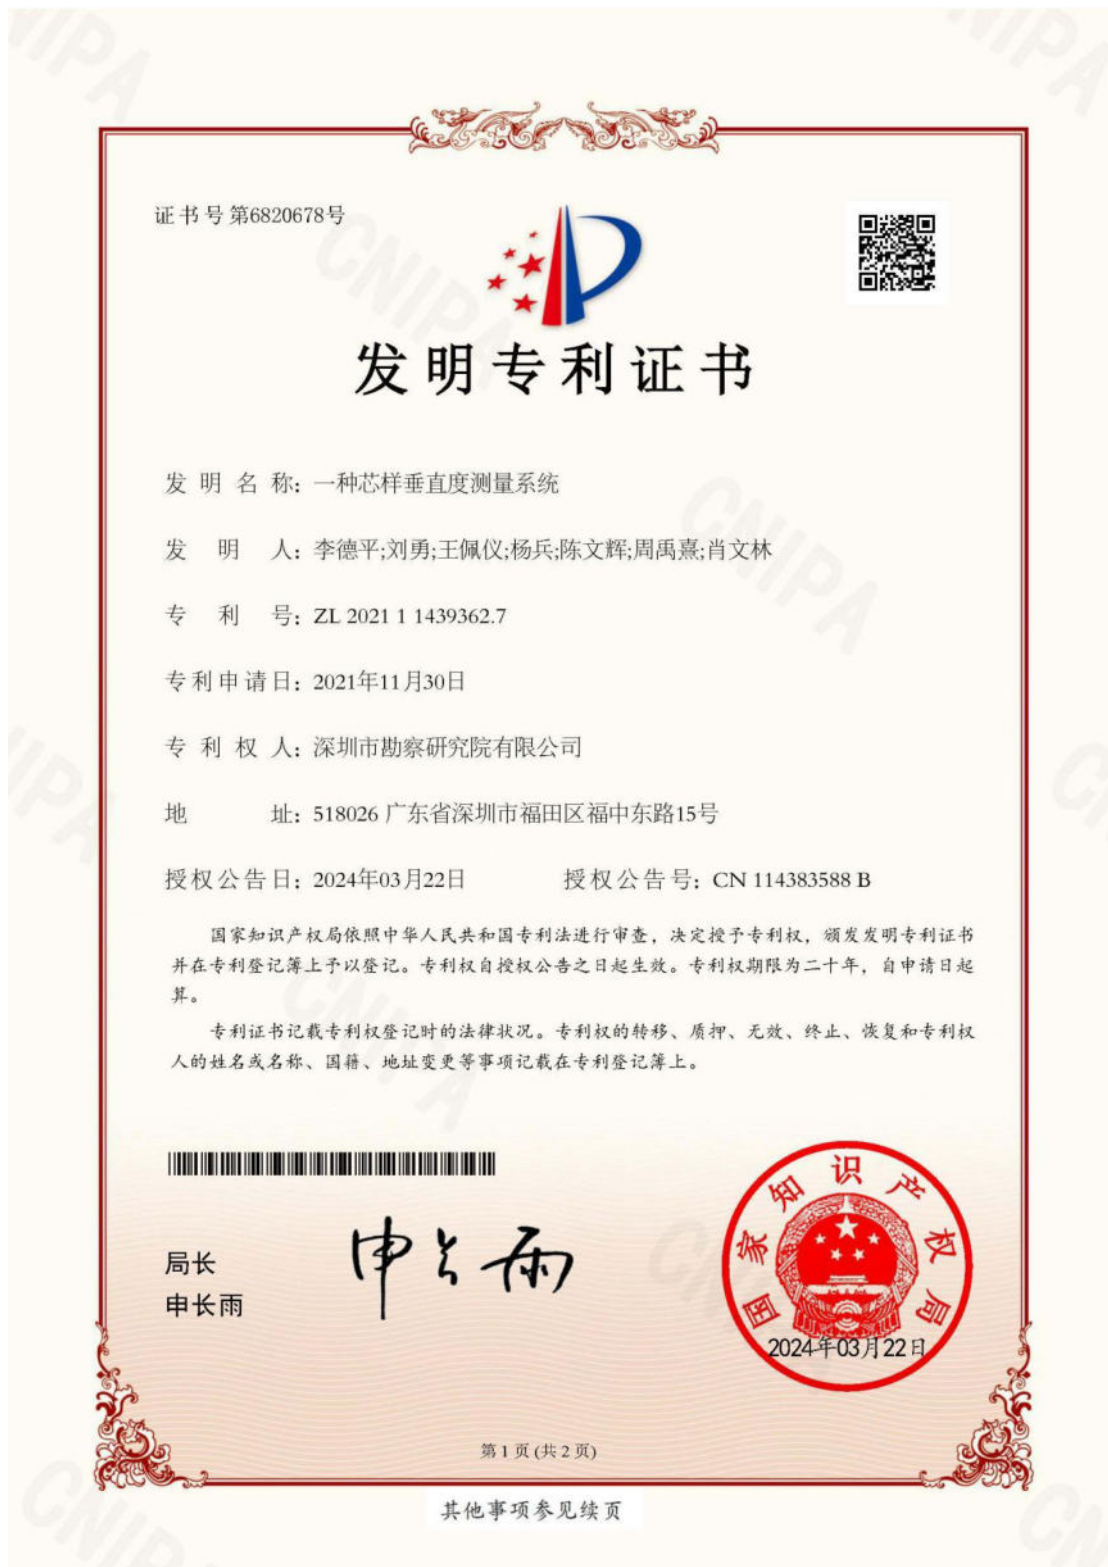 证书号第6820678号
发明专利证书
发明名称：一种芯样垂直度测量系统
发明人：李德平;刘勇;王佩仪;杨兵;陈文辉;周禹熹;肖文林
专利号：ZL 2021 1 1439362.7
专利申请日：2021年11月30日
专利权人：深圳市勘察研究院有限公司
地址：518026 广东省深圳市福田区福中东路15号
授权公告日：2024年03月22日 授权公告号：CN 114383588 B
国家知识产权局依照中华人民共和国专利法进行审查，决定授予专利权，颁发发明专利证书
并在专利登记簿上予以登记。专利权自授权公告之日起生效。专利权期限为二十年，自申请日起
算。
专利证书记载专利权登记时的法律状况。专利权的转移、质押、无效、终止、恢复和专利权
人的姓名或名称、国籍、地址变更等事项记载在专利登记簿上。
局长
申长雨
申长雨
国家知识产权局
2024年03月22日
第1页(共2页)
其他事项参见续页
CNIPA
CNIPA
CNIPA
CNIPA
CNIPA